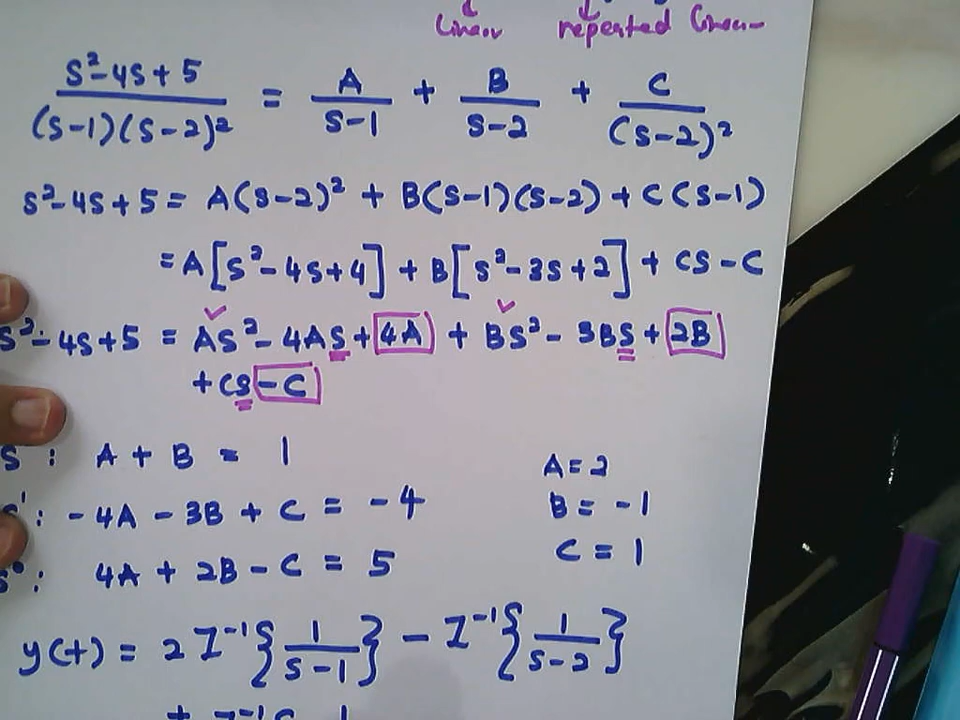 Linear repeated linear
s²-4s+5 / (s-1)(s-2)² = A / s-1 + B / s-2 + C / (s-2)²
s²-4s+5 = A(s-2)² + B(s-1)(s-2) + C(s-1)
= A[s²-4s+4] + B[s²-3s+2] + Cs-C
s²-4s+5 = As²-4As+4A + Bs²-3Bs+2B
+Cs-C
s : A + B = 1
A = 2
s¹: -4A - 3B + C = -4
B = -1
s⁰: 4A + 2B - C = 5
C = 1
y(t) = 2 L⁻¹{1 / s-1} - L⁻¹{1 / s-2}